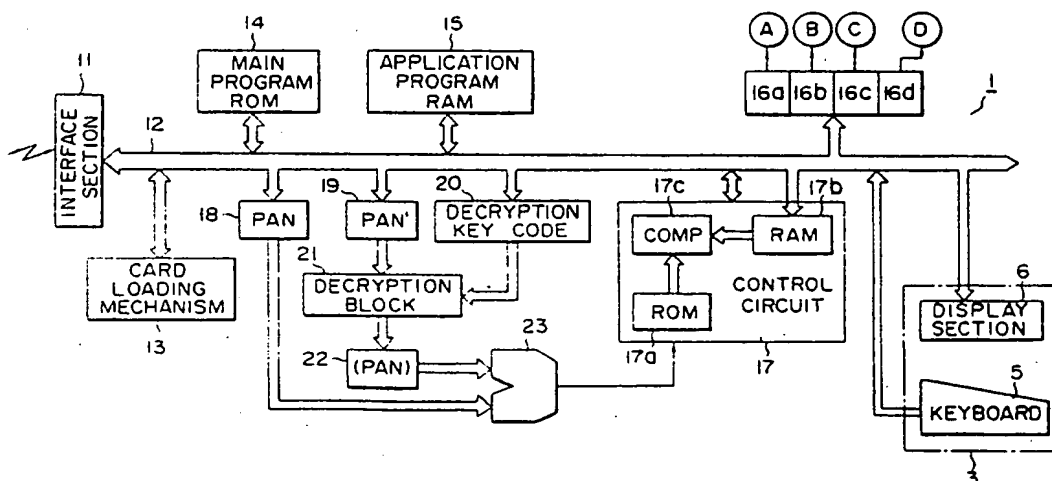 14
15
A B C D
11
MAIN
PROGRAM
ROM
APPLICATION
PROGRAM
RAM
16a 16b 16c 16d
1
INTERFACE
SECTION
12
18
PAN
19
PAN'
20
DECRYPTION
KEY CODE
17c
17b
COMP
RAM
CARD
LOADING
MECHANISM
13
21
DECRYPTION
BLOCK
ROM
17a
CONTROL
CIRCUIT
17
6
DISPLAY
SECTION
22
(PAN)
23
5
KEYBOARD
3